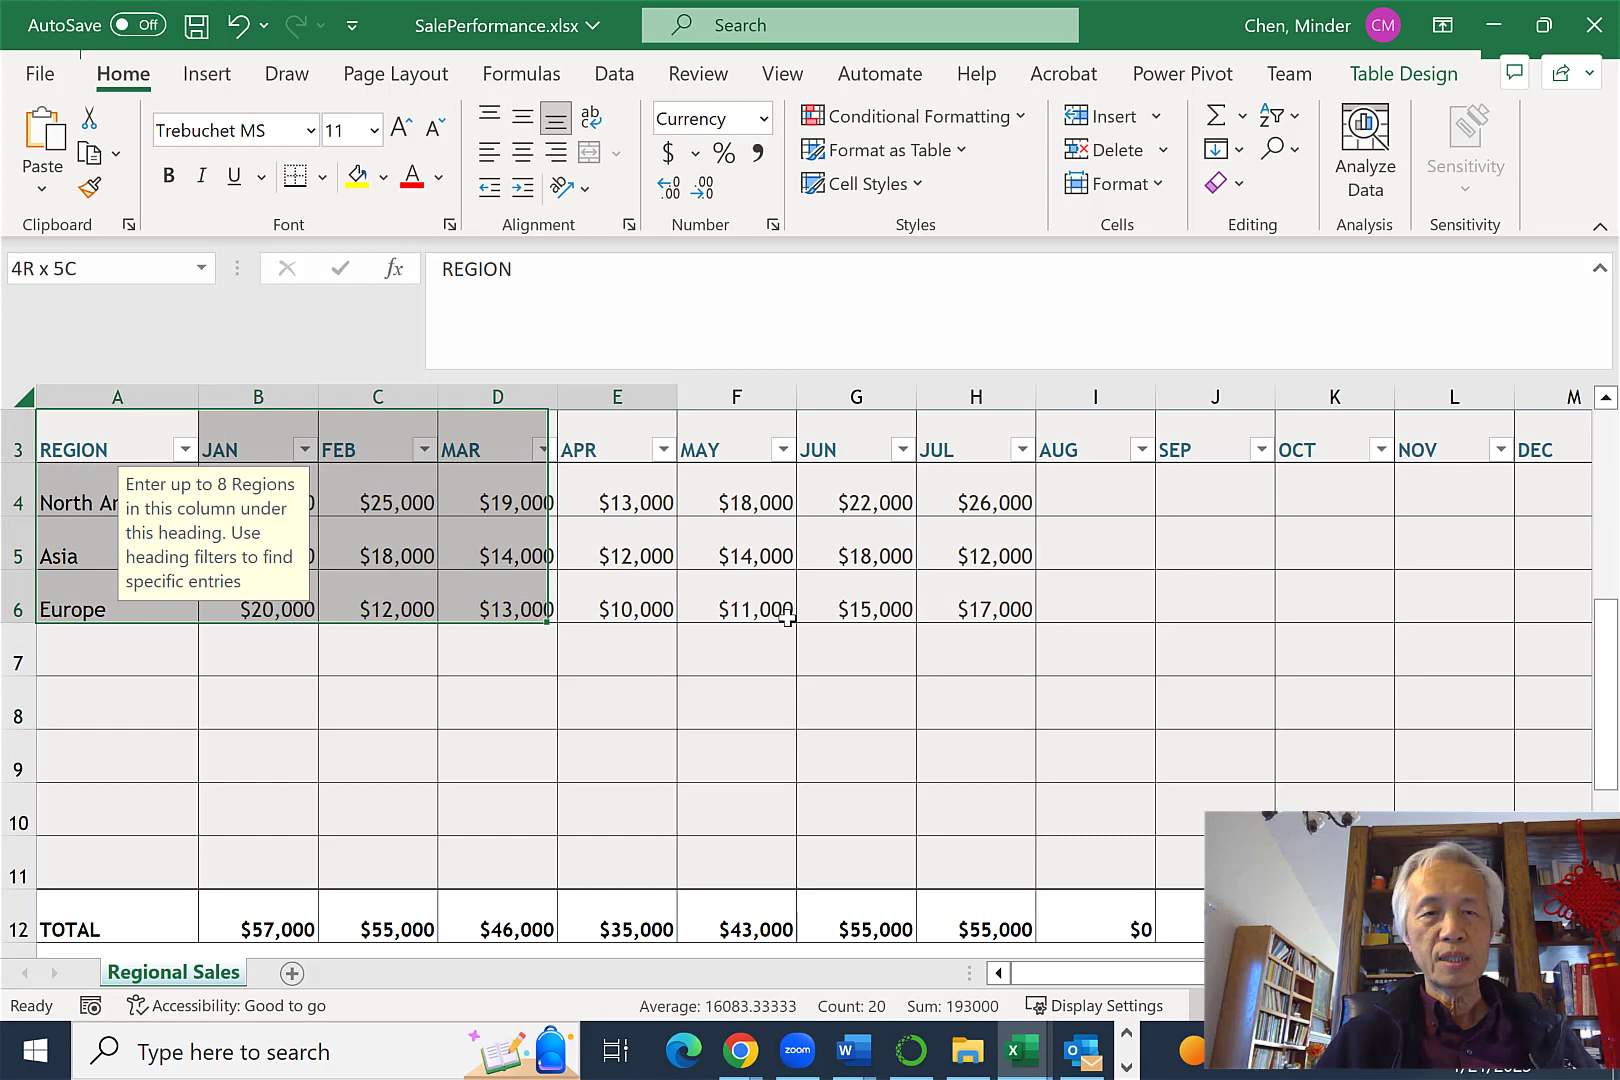 AutoSave Off SalePerformance.xlsx Search Chen, Minder CM
File Home Insert Draw Page Layout Formulas Data Review View Automate Help Acrobat Power Pivot Team Table Design
Paste
Trebuchet MS 11
B I U A
ab
Currency
$ %
Conditional Formatting
Format as Table
Cell Styles
Insert
Delete
Format
Analyze
Data
Sensitivity
Clipboard Font Alignment Number Styles Cells Editing Analysis Sensitivity
4R x 5C fx REGION
A B C D E F G H I J K L M
3 REGION JAN FEB MAR APR MAY JUN JUL AUG SEP OCT NOV DEC
4 North Ar $25,000 $19,000 $13,000 $18,000 $22,000 $26,000
5 Asia $18,000 $14,000 $12,000 $14,000 $18,000 $12,000
6 Europe $20,000 $12,000 $13,000 $10,000 $11,000 $15,000 $17,000
Enter up to 8 Regions
in this column under
this heading. Use
heading filters to find
specific entries
7
8
9
10
11
12 TOTAL $57,000 $55,000 $46,000 $35,000 $43,000 $55,000 $55,000 $0
Regional Sales
Ready Accessibility: Good to go Average: 16083.33333 Count: 20 Sum: 193000 Display Settings
Type here to search
zoom